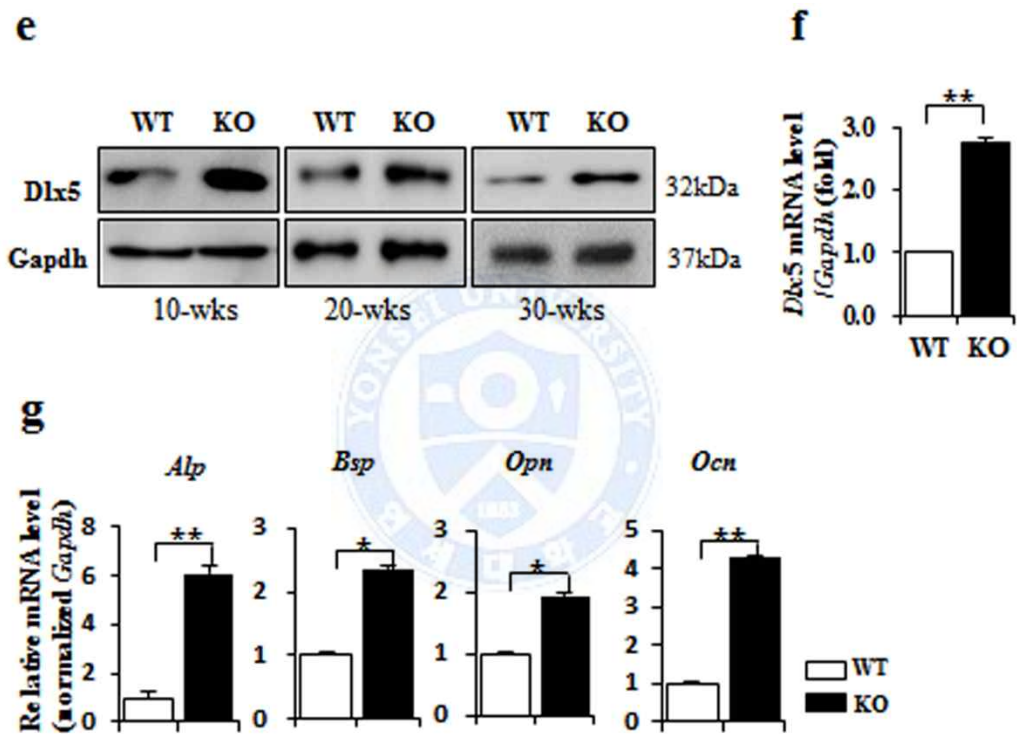 e
f
WT KO WT KO WT KO
Dlx5
32kDa
Gapdh
37kDa
10-wks 20-wks 30-wks
**
Dlx5 mRNA level
/Gapdh (fold)
3.0
2.0
1.0
0.0
WT KO
YONSEI UNIVERSITY
1885
g
Alp Bsp Opn Ocn
Relative mRNA level
(normalized Gapdh)
8
6
4
2
0
**
3
2
1
0
*
3
2
1
0
*
5
4
3
2
1
0
**
WT
KO